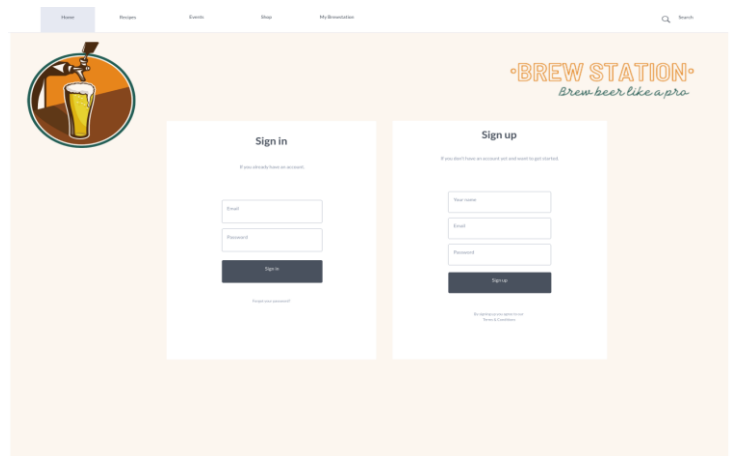 Home
Recipes
Events
Shop
My Brewstation
Search
·BREW STATION·
Brew beer like a pro
Sign in
If you already have an account
Email
Password
Sign in
Forgot your password?
Sign up
If you don't have an account yet and want to get started
Your name
Email
Password
Sign up
Terms & Conditions